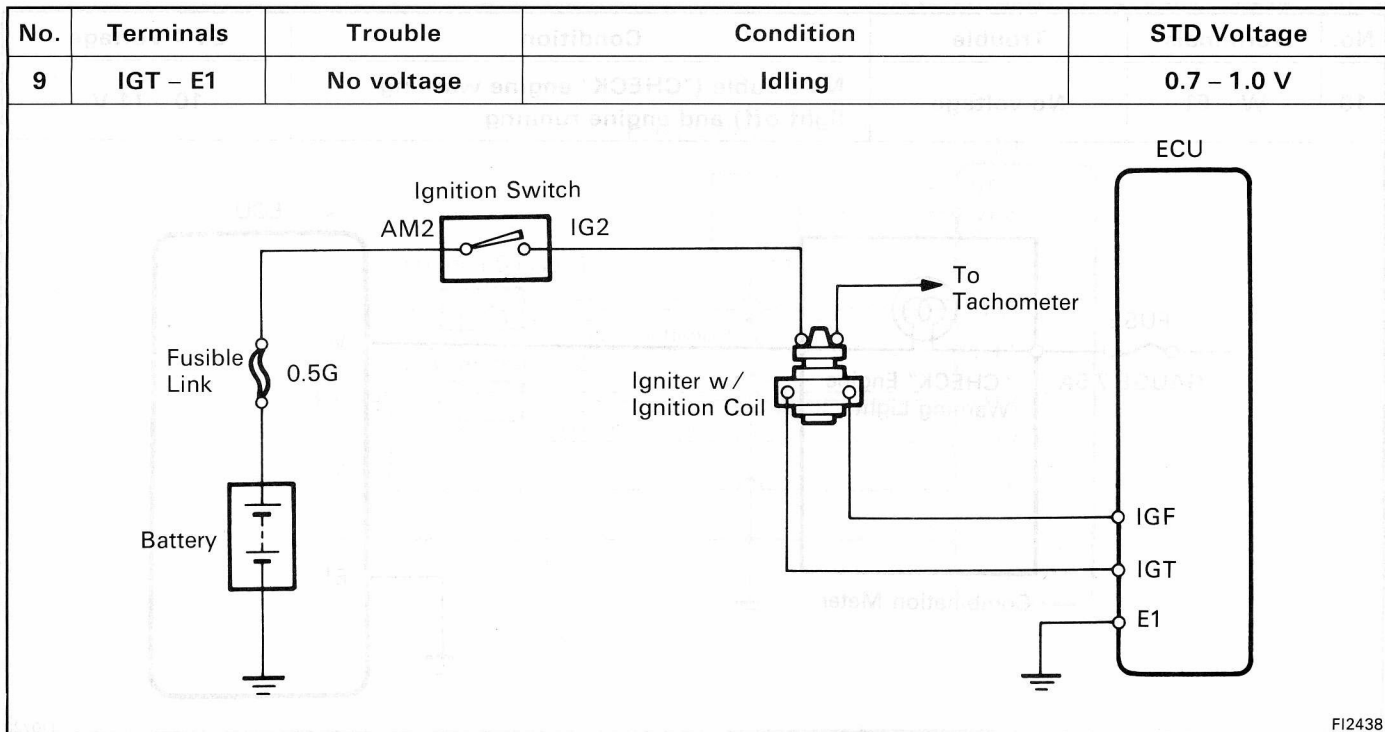 No. Terminals Trouble Condition STD Voltage
9 IGT – E1 No voltage Idling 0.7 – 1.0 V
ECU
Ignition Switch
AM2 IG2
To
Tachometer
Fusible
Link
0.5G
Igniter w/
Ignition Coil
Battery
IGF
IGT
E1
FI2438